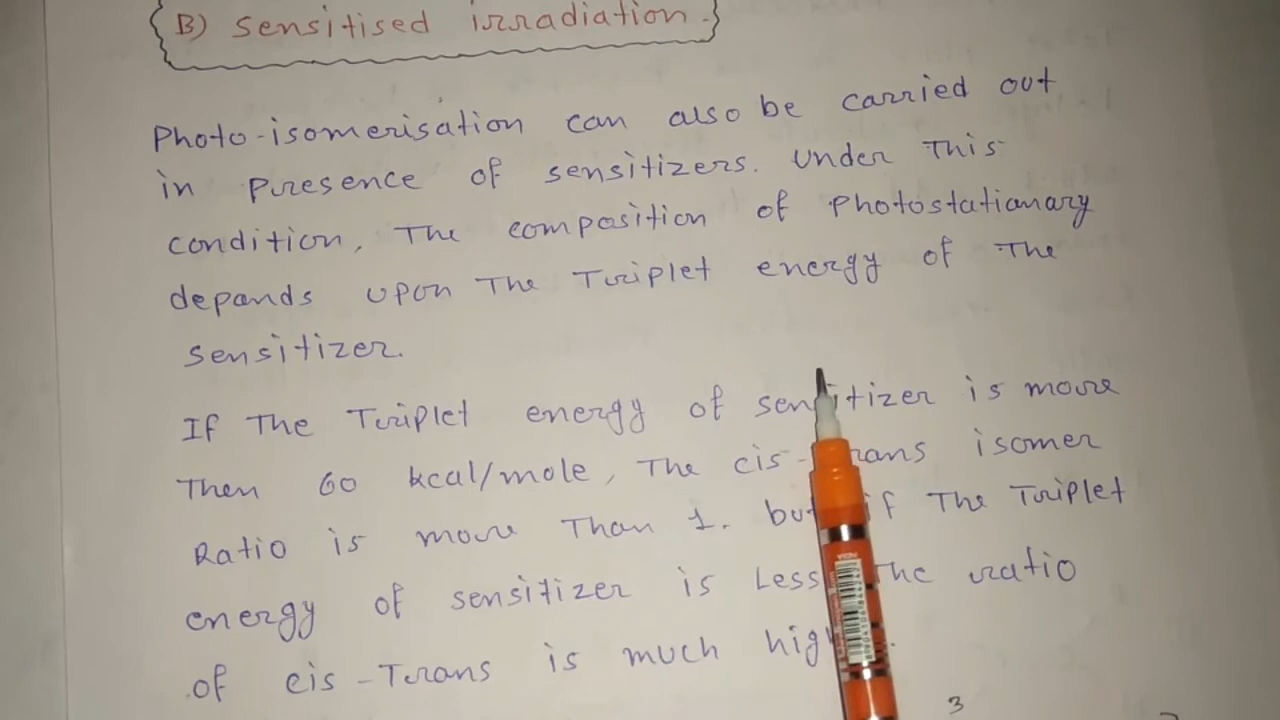 B) Sensitised irradiation.
Photo-isomerisation can also be carried out
in presence of sensitizers. Under This
condition, The composition of Photostationary
depands upon The Triplet energy of The
sensitizer.
If The Triplet energy of sensitizer is more
Then 60 kcal/mole, The cis-Trans isomer
Ratio is more Than 1. but if The Triplet
energy of sensitizer is Less The ratio
of cis-Trans is much
3